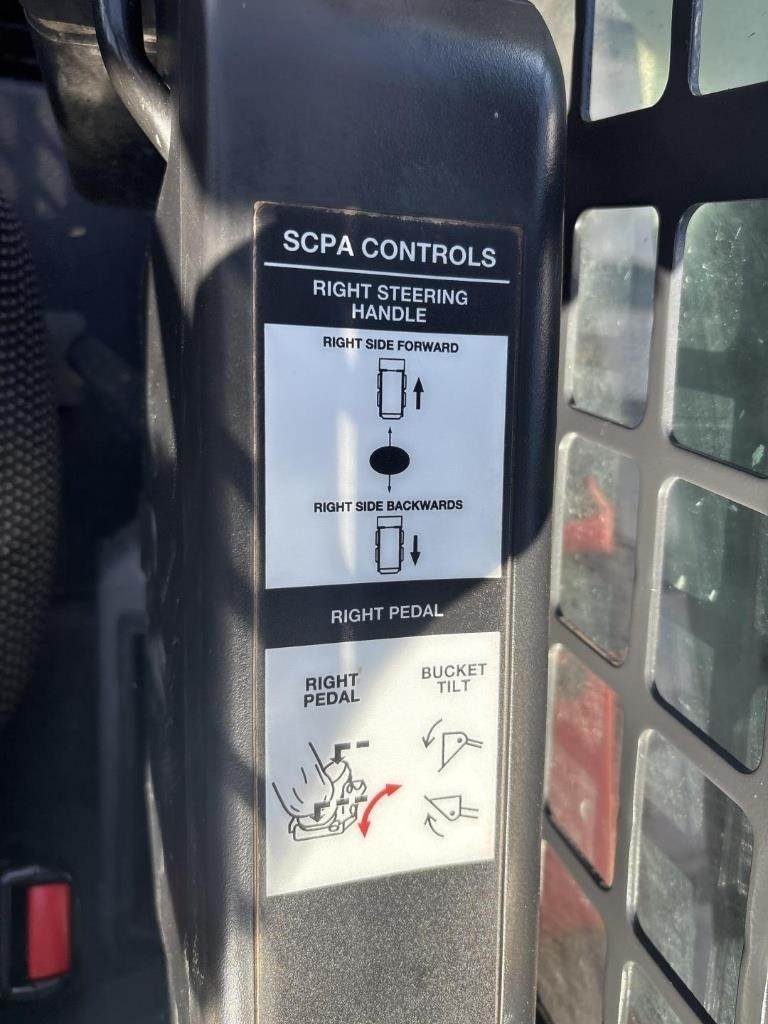 SCPA CONTROLS
RIGHT STEERING
HANDLE
RIGHT SIDE FORWARD
RIGHT SIDE BACKWARDS
RIGHT PEDAL
RIGHT
PEDAL
BUCKET
TILT